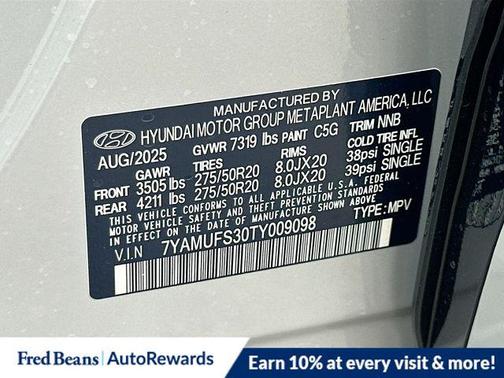 MANUFACTURED BY
HYUNDAI MOTOR GROUP METAPLANT AMERICA, LLC
AUG/2025 GVWR 7319 lbs PAINT C5G TRIM NNB
TIRES RIMS COLD TIRE INFL
FRONT 3505 lbs 275/50R20 8.0JX20 38psi SINGLE
REAR 4211 lbs 275/50R20 8.0JX20 39psi SINGLE
THIS VEHICLE CONFORMS TO ALL APPLICABLE U.S.A. FEDERAL
MOTOR VEHICLE SAFETY, BUMPER, AND THEFT PREVENTION
STANDARDS IN EFFECT ON THE DATE OF MANUFACTURE SHOWN ABOVE.
V.I.N 7YAMUFS30TY009098 TYPE: MPV
Fred Beans | AutoRewards Earn 10% at every visit & more!